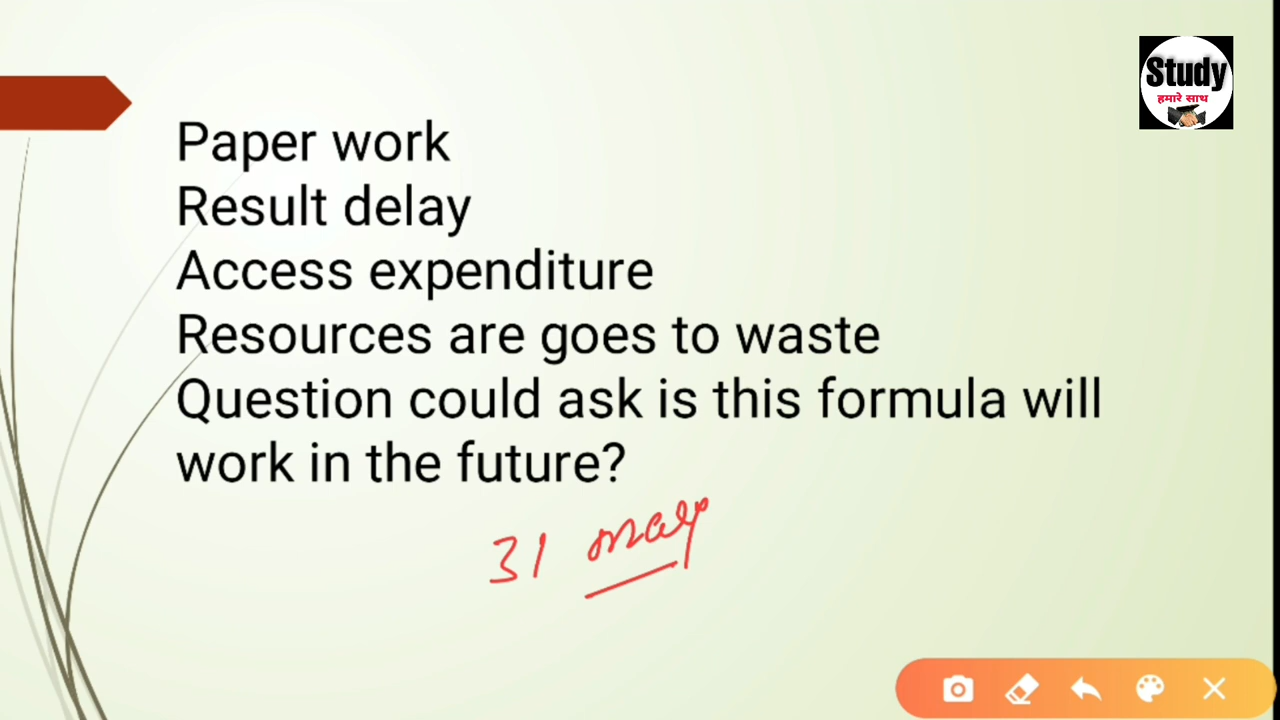 Study
हमारे साथ
Paper work
Result delay
Access expenditure
Resources are goes to waste
Question could ask is this formula will
work in the future?
31 may